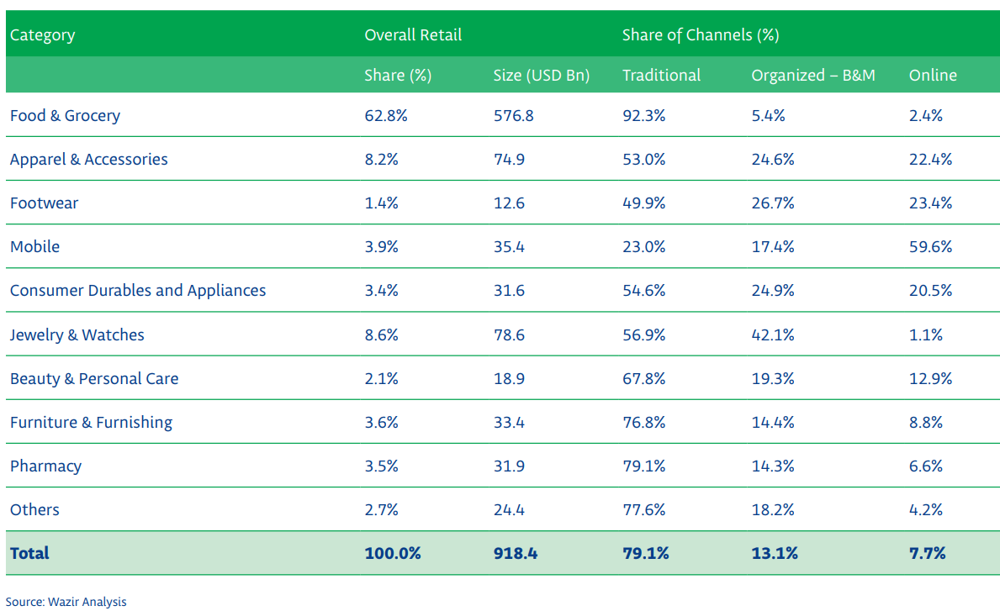 Category Overall Retail Share of Channels (%)
Share (%) Size (USD Bn) Traditional Organized – B&M Online
Food & Grocery 62.8% 576.8 92.3% 5.4% 2.4%
Apparel & Accessories 8.2% 74.9 53.0% 24.6% 22.4%
Footwear 1.4% 12.6 49.9% 26.7% 23.4%
Mobile 3.9% 35.4 23.0% 17.4% 59.6%
Consumer Durables and Appliances 3.4% 31.6 54.6% 24.9% 20.5%
Jewelry & Watches 8.6% 78.6 56.9% 42.1% 1.1%
Beauty & Personal Care 2.1% 18.9 67.8% 19.3% 12.9%
Furniture & Furnishing 3.6% 33.4 76.8% 14.4% 8.8%
Pharmacy 3.5% 31.9 79.1% 14.3% 6.6%
Others 2.7% 24.4 77.6% 18.2% 4.2%
Total 100.0% 918.4 79.1% 13.1% 7.7%
Source: Wazir Analysis